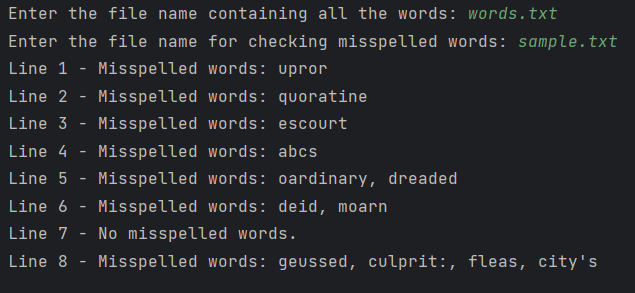 Enter the file name containing all the words: words.txt
Enter the file name for checking misspelled words: sample.txt
Line 1 - Misspelled words: upror
Line 2 - Misspelled words: quoratine
Line 3 - Misspelled words: escourt
Line 4 - Misspelled words: abcs
Line 5 - Misspelled words: oardinary, dreaded
Line 6 - Misspelled words: deid, moarn
Line 7 - No misspelled words.
Line 8 - Misspelled words: geussed, culprit:, fleas, city's